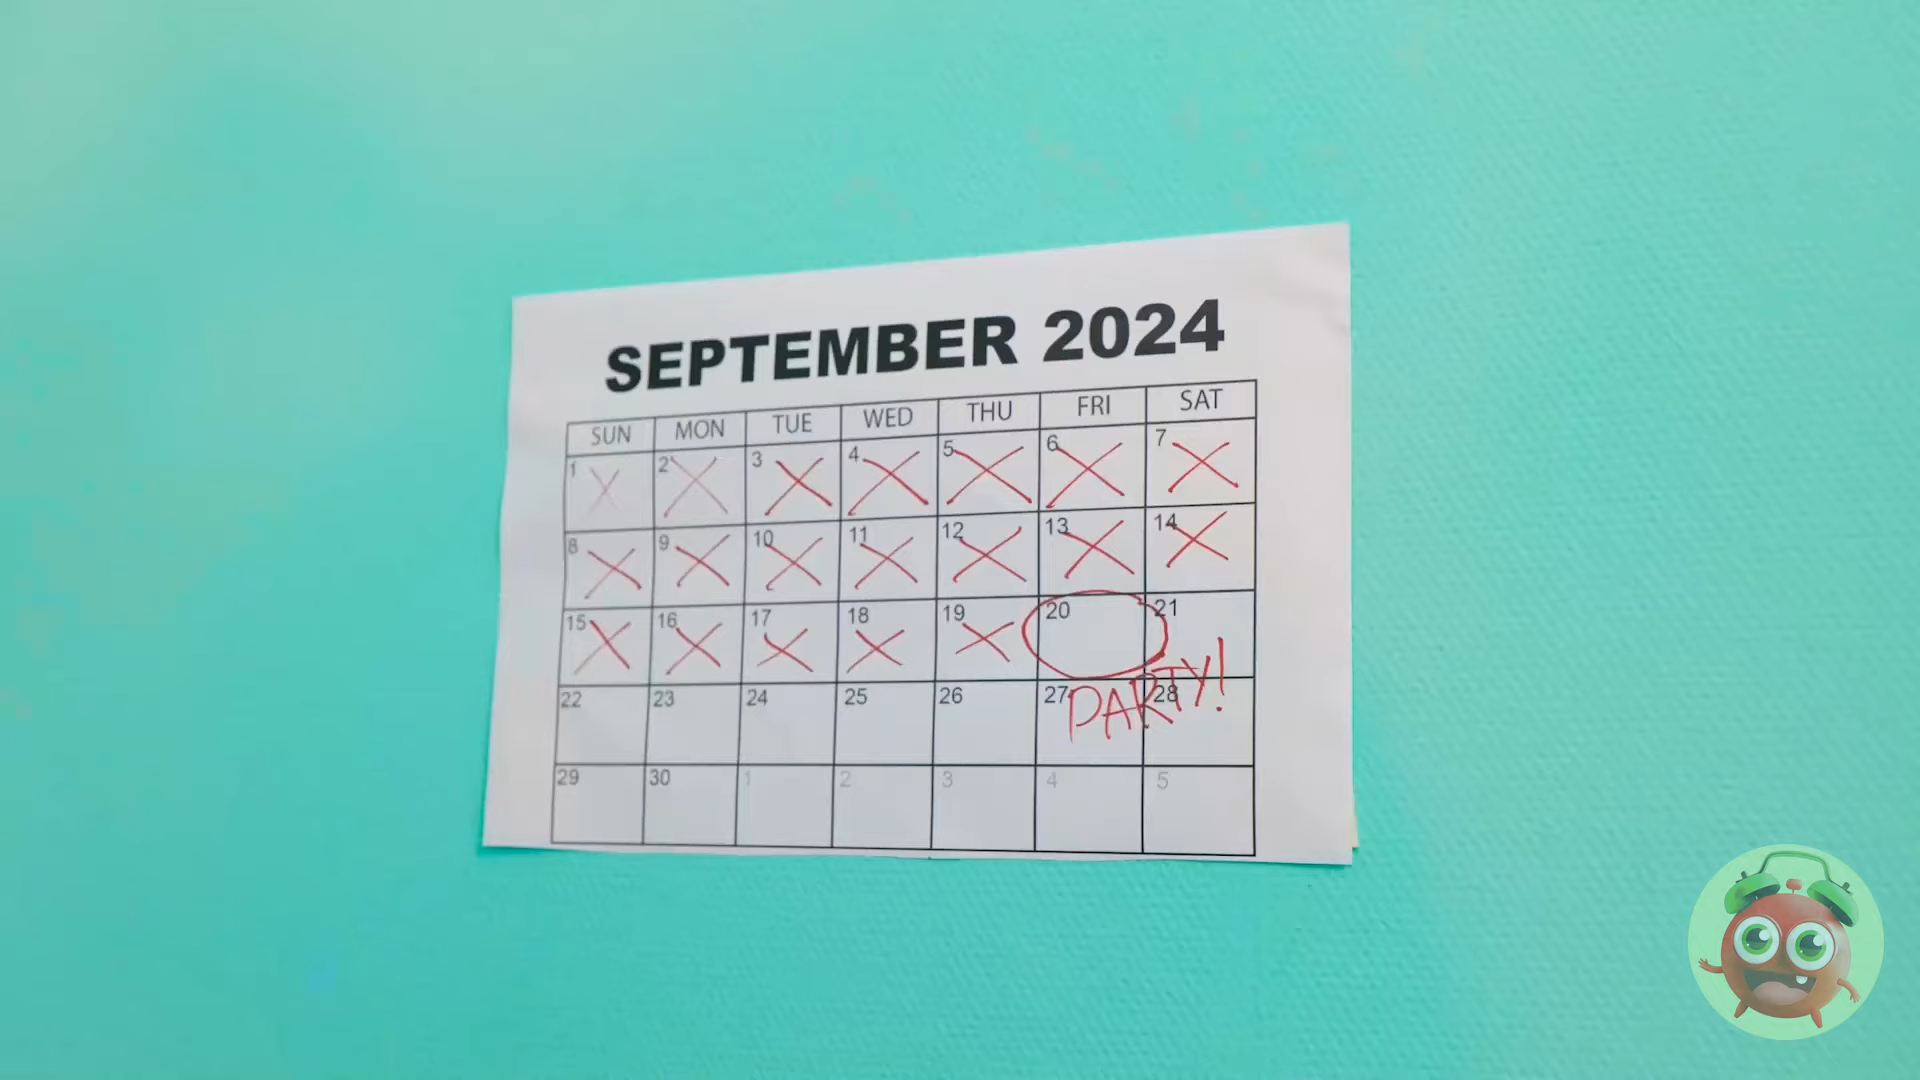 SEPTEMBER 2024
SUN MON TUE WED THU FRI SAT
1 2 3 4 5 6 7
8 9 10 11 12 13 14
15 16 17 18 19 20 21
PARTY!
22 23 24 25 26 27 28
29 30 1 2 3 4 5